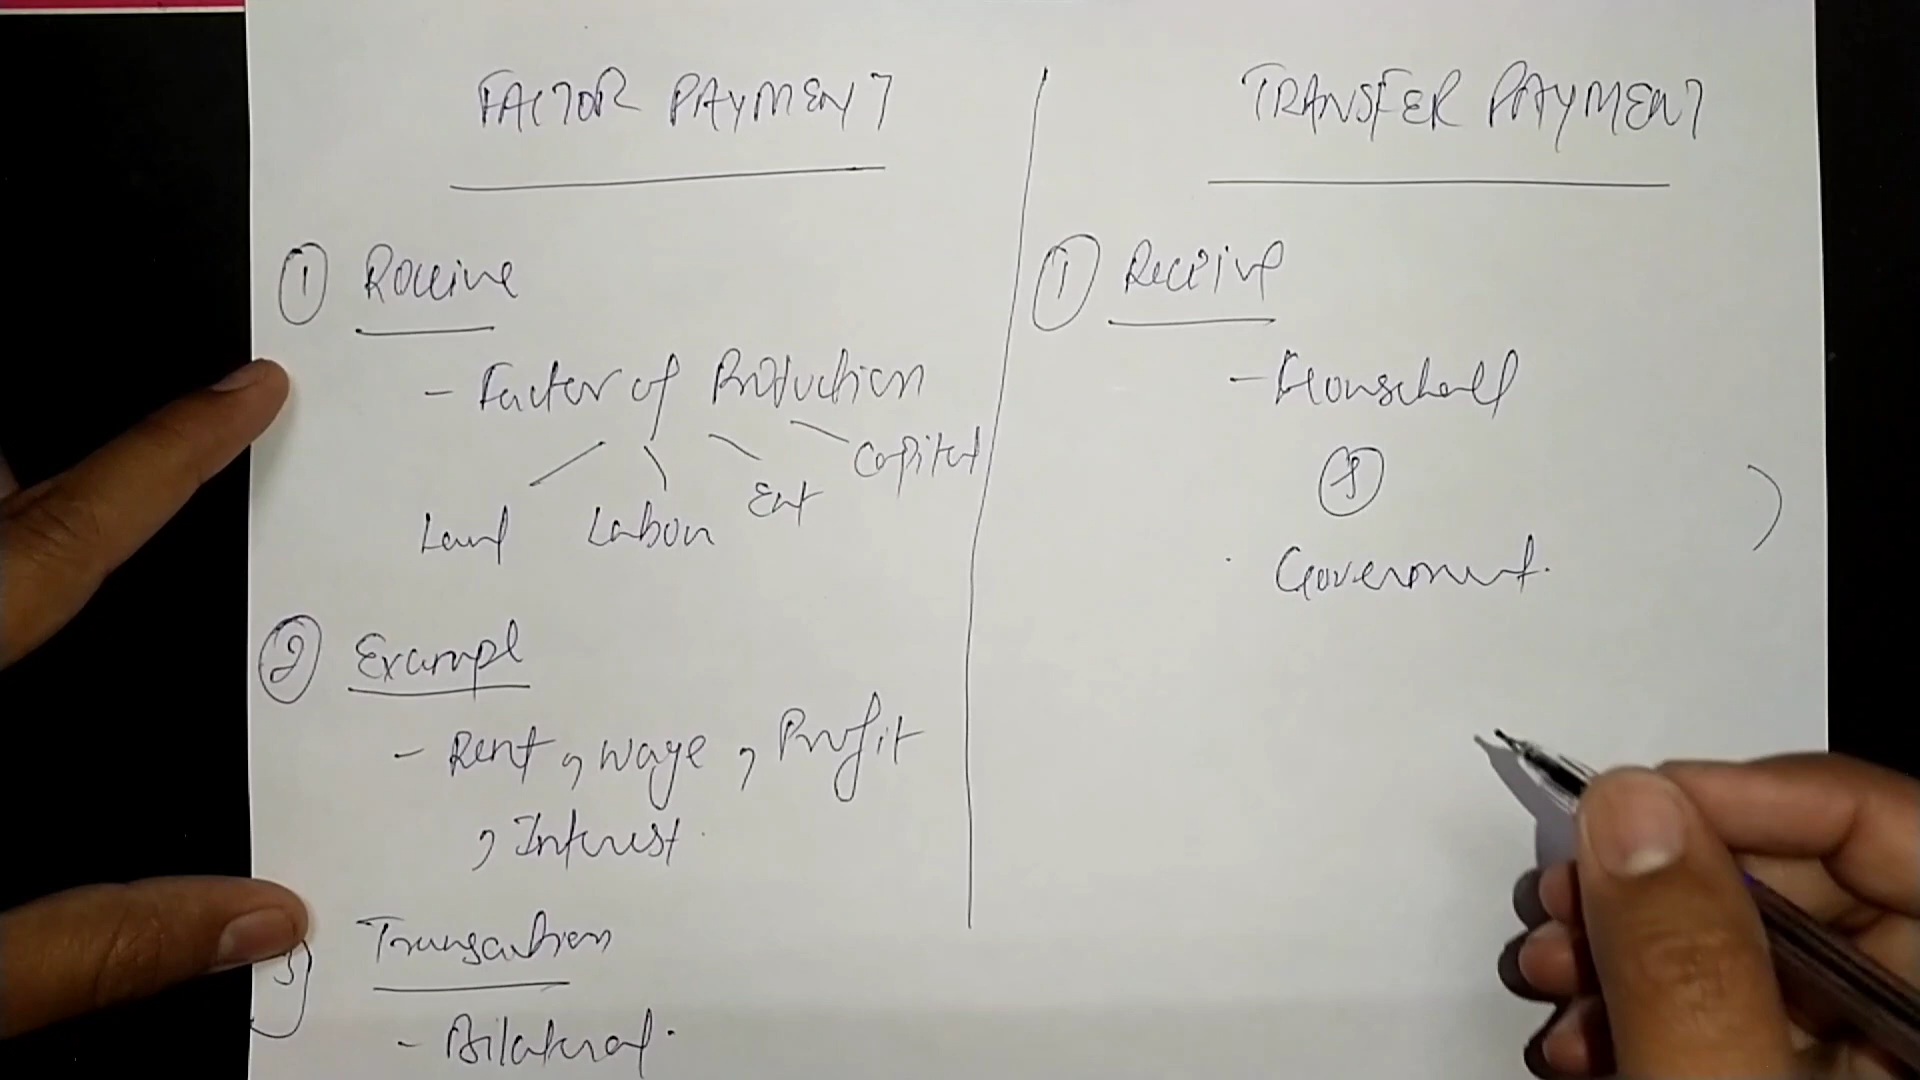 FACTOR PAYMENT
① Receive
- Factor of Production
Land Labour Ent Capital
② Example
- Rent, wage, Profit
, Interest.
3 Transaction
- Bilateral.
TRANSFER PAYMENT
① Receive
- Household
&
Government.